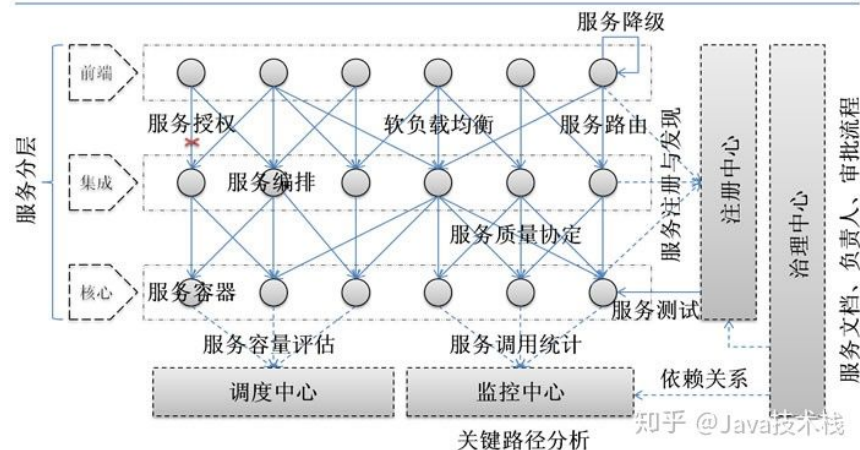 服务降级
前端
服务授权
软负载均衡
服务路由
服务分层
集成
服务编排
服务注册与发现
注册中心
治理中心
服务文档、负责人、审批流程
服务质量协定
核心
服务容器
服务测试
服务容量评估
服务调用统计
调度中心
监控中心
依赖关系
知乎 @Java技术栈
关键路径分析